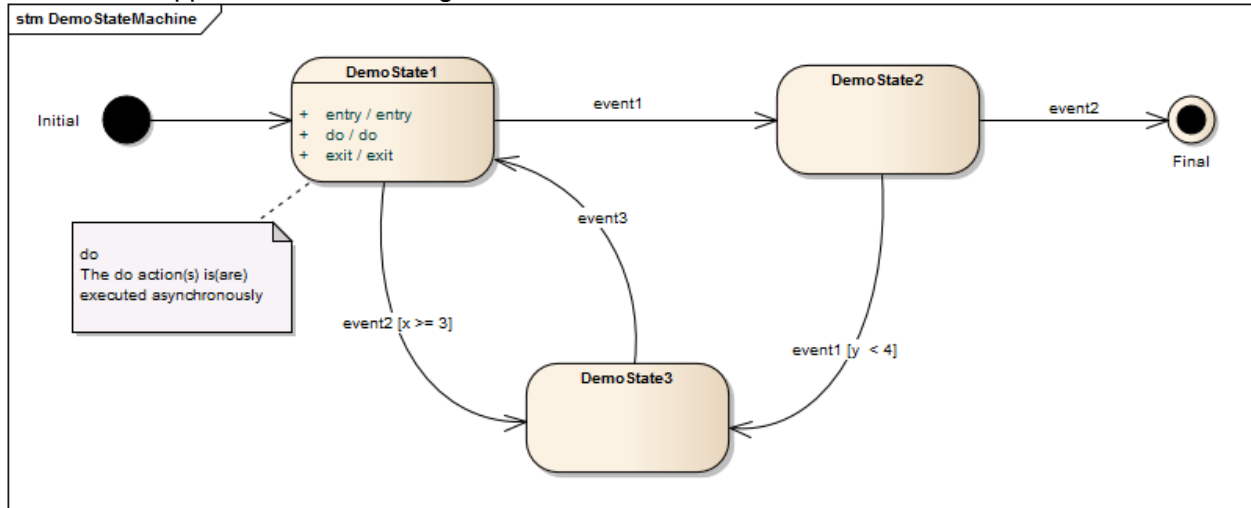 stm DemoStateMachine
Initial
DemoState1
+ entry / entry
+ do / do
+ exit / exit
event1
DemoState2
event2
Final
do
The do action(s) is(are)
executed asynchronously
event3
event2 [x >= 3]
event1 [y < 4]
DemoState3